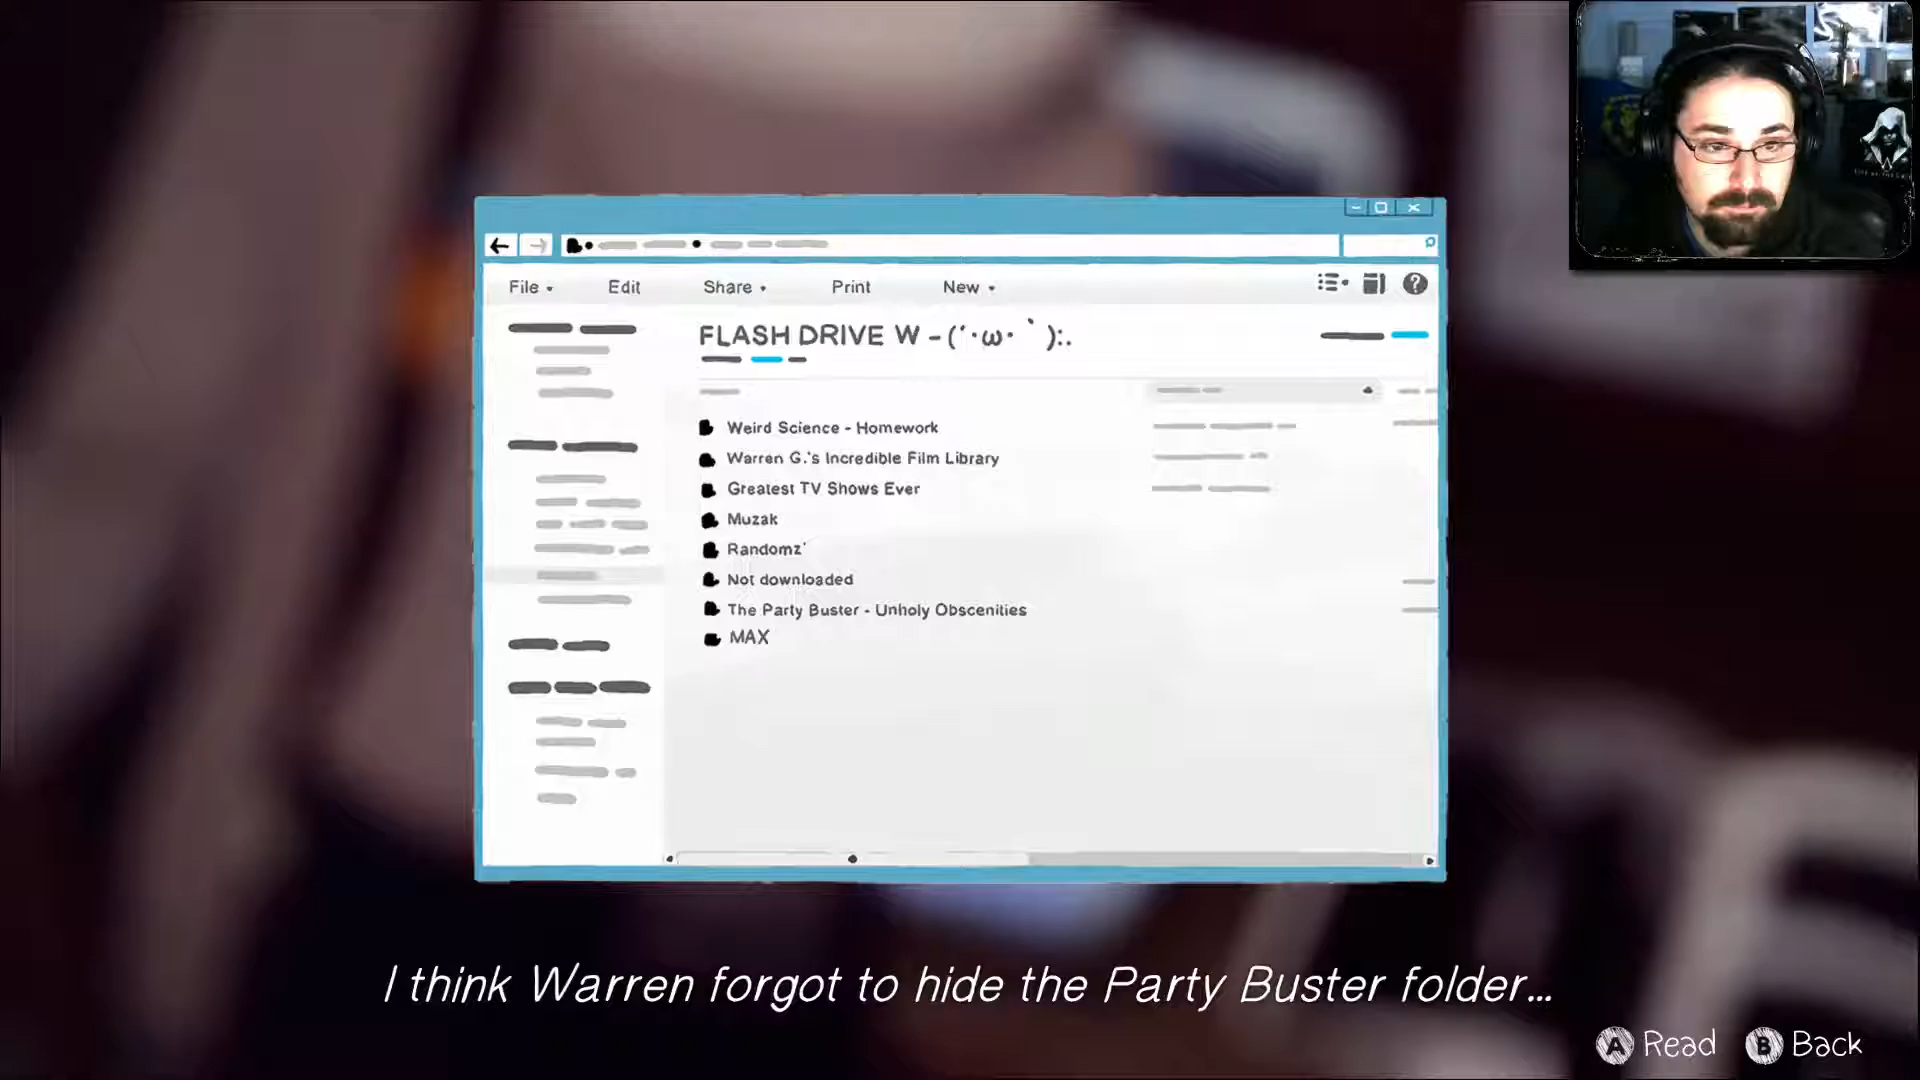 File
Edit
Share
Print
New
FLASH DRIVE W - (´･ω･｀):.
Weird Science - Homework
Warren G.'s Incredible Film Library
Greatest TV Shows Ever
Muzak
Randomz'
Not downloaded
The Party Buster - Unholy Obscenities
MAX
I think Warren forgot to hide the Party Buster folder...
A Read B Back